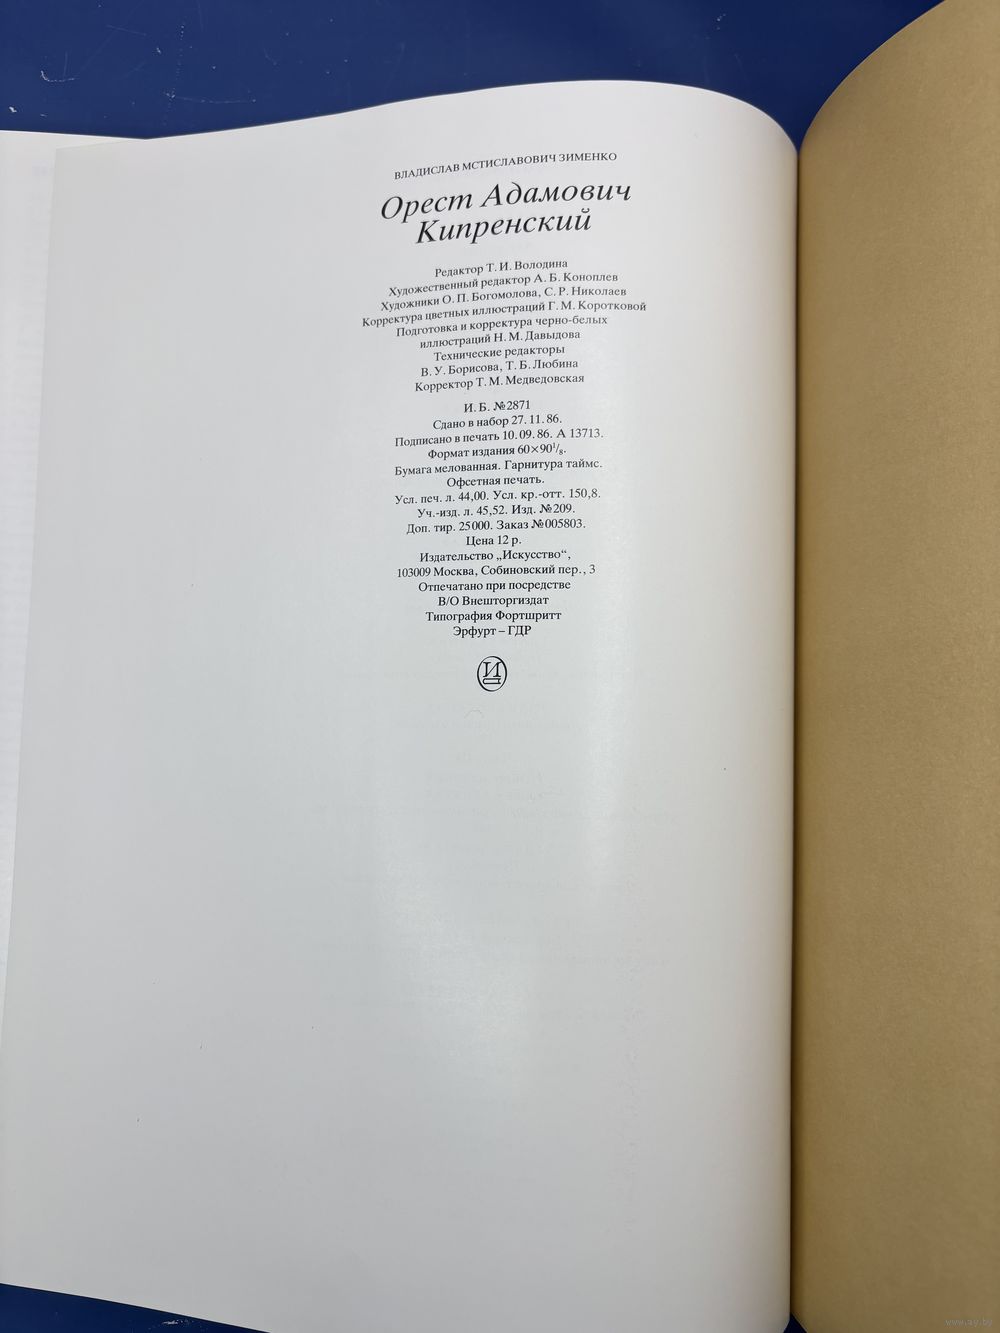 ВЛАДИСЛАВ МСТИСЛАВОВИЧ ЗИМЕНКО
Орест Адамович
Кипренский
Редактор Т. И. Володина
Художественный редактор А. Б. Коноплев
Художники О. П. Богомолова, С. Р. Николаев
Корректура цветных иллюстраций Г. М. Коротковой
Подготовка и корректура черно-белых
иллюстраций Н. М. Давыдова
Технические редакторы
В. У. Борисова, Т. Б. Любина
Корректор Т. М. Медведовская
И. Б. №2871
Сдано в набор 27. 11. 86.
Подписано в печать 10. 09. 86. А 13713.
Формат издания 60×90¹/₈.
Бумага мелованная. Гарнитура таймс.
Офсетная печать.
Усл. печ. л. 44,00. Усл. кр.-отт. 150,8.
Уч.-изд. л. 45,52. Изд. №209.
Доп. тир. 25000. Заказ №005803.
Цена 12 р.
Издательство „Искусство“,
103009 Москва, Собиновский пер., 3
Отпечатано при посредстве
В/О Внешторгиздат
Типография Фортшритт
Эрфурт – ГДР
И
www.ay.by